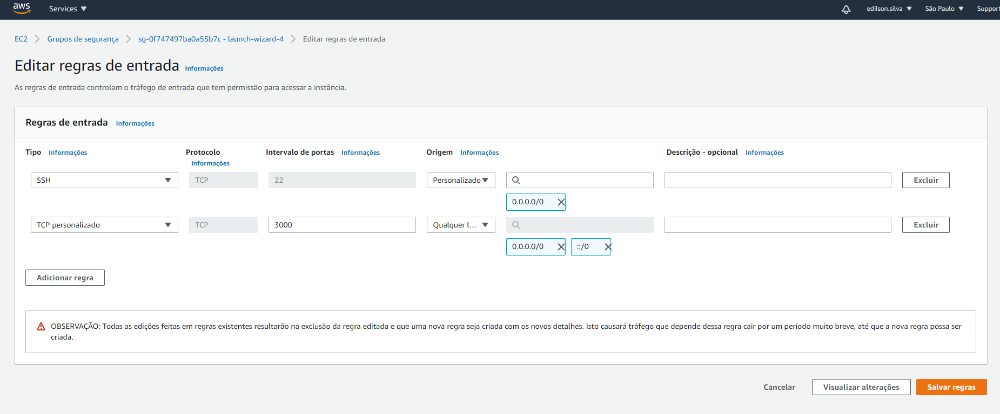 aws Services edilson.silva São Paulo Support
EC2 Grupos de segurança sg-0f747497ba0a55b7c - launch-wizard-4 Editar regras de entrada
Editar regras de entrada Informações
As regras de entrada controlam o tráfego de entrada que tem permissão para acessar a instância.
Regras de entrada Informações
Tipo Informações Protocolo Intervalo de portas Informações Origem Informações Descrição - opcional Informações
Informações
SSH TCP 22 Personalizado Excluir
0.0.0.0/0
TCP personalizado TCP 3000 Qualquer l... Excluir
0.0.0.0/0 ::/0
Adicionar regra
OBSERVAÇÃO: Todas as edições feitas em regras existentes resultarão na exclusão da regra editada e que uma nova regra seja criada com os novos detalhes. Isto causará tráfego que depende dessa regra cair por um período muito breve, até que a nova regra possa ser
criada.
Cancelar Visualizar alterações Salvar regras